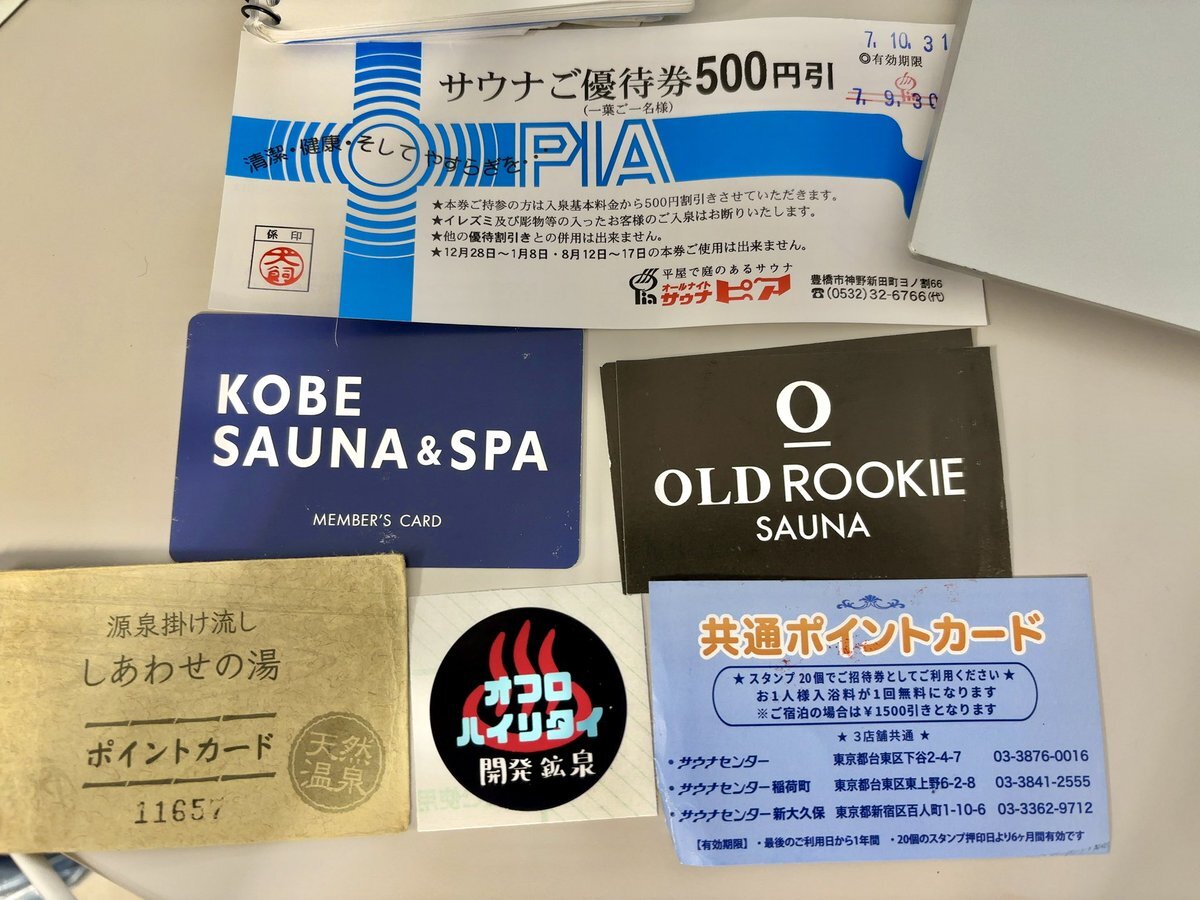 7. 10. 31
◎有効期限
7. 9. 30
サウナご優待券500円引
(一葉ご一名様)
清潔・健康・そして やすらぎを・・
PIA
★本券ご持参の方は入泉基本料金から500円割引きさせていただきます。
★イレズミ及び彫物等の入ったお客様のご入泉はお断りいたします。
★他の優待割引きとの併用は出来ません。
★12月28日〜1月8日・8月12日〜17日の本券ご使用は出来ません。
係印
犬飼
Pia
平屋で庭のあるサウナ
オールナイト
サウナピア
豊橋市神野新田町ヨノ割66
☎(0532)32-6766(代)
KOBE
SAUNA & SPA
MEMBER'S CARD
O
OLD ROOKIE
SAUNA
源泉掛け流し
しあわせの湯
ポイントカード
11657
天然
温泉
オフロ
ハイリタイ
開発鉱泉
共通ポイントカード
★ スタンプ 20個でご招待券としてご利用ください ★
お1人様入浴料が1回無料になります
※ご宿泊の場合は¥1500引きとなります
★ 3店舗共通 ★
・サウナセンター 東京都台東区下谷2-4-7 03-3876-0016
・サウナセンター稲荷町 東京都台東区東上野6-2-8 03-3841-2555
・サウナセンター新大久保 東京都新宿区百人町1-10-6 03-3362-9712
【有効期限】 ・最後のご利用日から1年間 ・20個のスタンプ押印日より6ヶ月間有効です